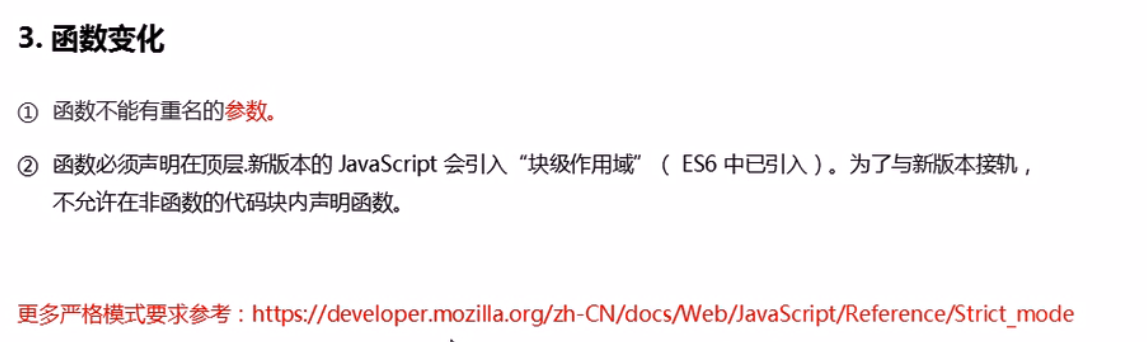 3. 函数变化
① 函数不能有重名的参数。
② 函数必须声明在顶层.新版本的 JavaScript 会引入“块级作用域”（ ES6 中已引入）。为了与新版本接轨，
不允许在非函数的代码块内声明函数。
更多严格模式要求参考：https://developer.mozilla.org/zh-CN/docs/Web/JavaScript/Reference/Strict_mode